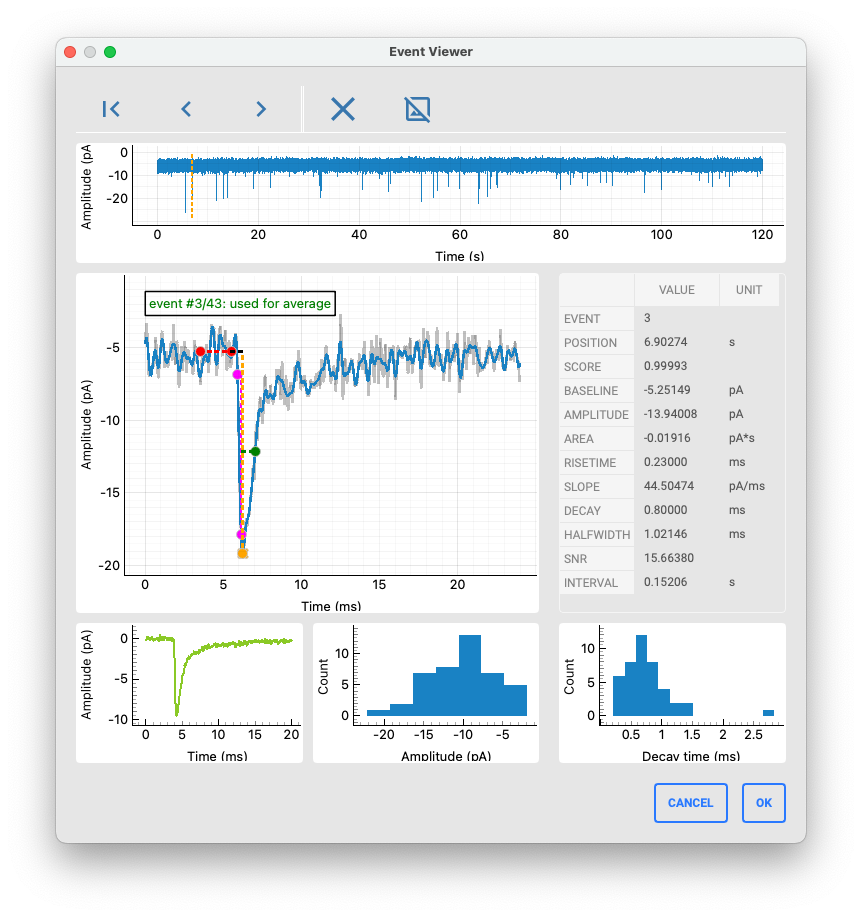 Event Viewer
Amplitude (pA
0
-10
-20
0 20 40 60 80 100 120
Time (s)
event #3/43: used for average
Amplitude (pA)
-5
-10
-15
-20
0 5 10 15 20
Time (ms)
VALUE UNIT
EVENT 3
POSITION 6.90274 s
SCORE 0.99993
BASELINE -5.25149 pA
AMPLITUDE -13.94008 pA
AREA -0.01916 pA*s
RISETIME 0.23000 ms
SLOPE 44.50474 pA/ms
DECAY 0.80000 ms
HALFWIDTH 1.02146 ms
SNR 15.66380
INTERVAL 0.15206 s
Amplitude (pA)
0
-5
-10
0 5 10 15 20
Time (ms)
Count
10
5
0
-20 -15 -10 -5
Amplitude (pA)
Count
10
5
0
0.5 1 1.5 2 2.5
Decay time (ms)
CANCEL OK